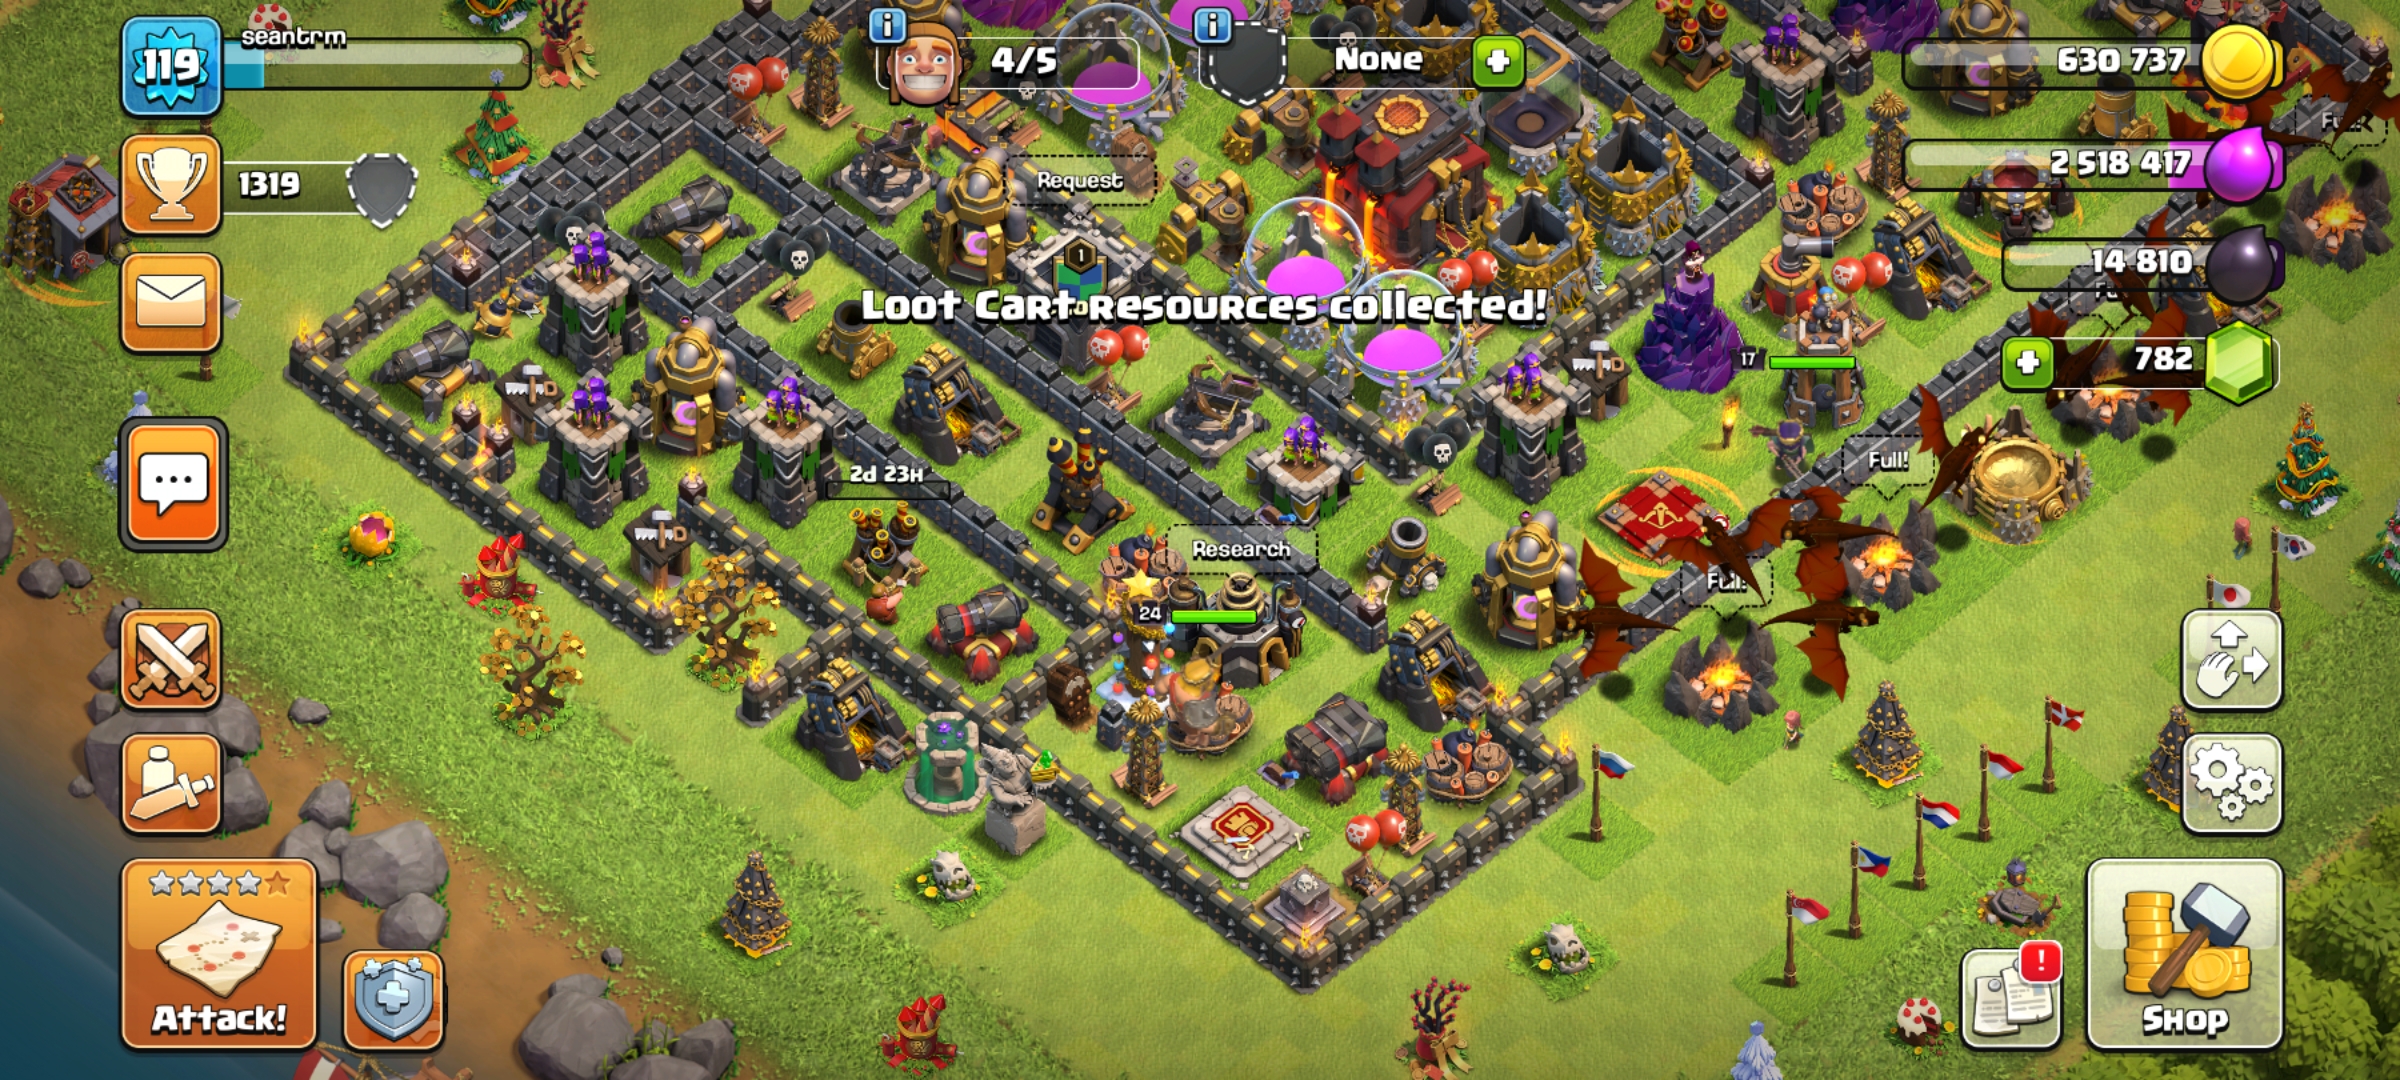 seantrm
119
4/5
None
630 737
1319
Request
2 518 417
14 810
1
Loot Cart resources collected!
782
17
Full!
2d 23h
Research
Full!
24
Attack!
!
Shop